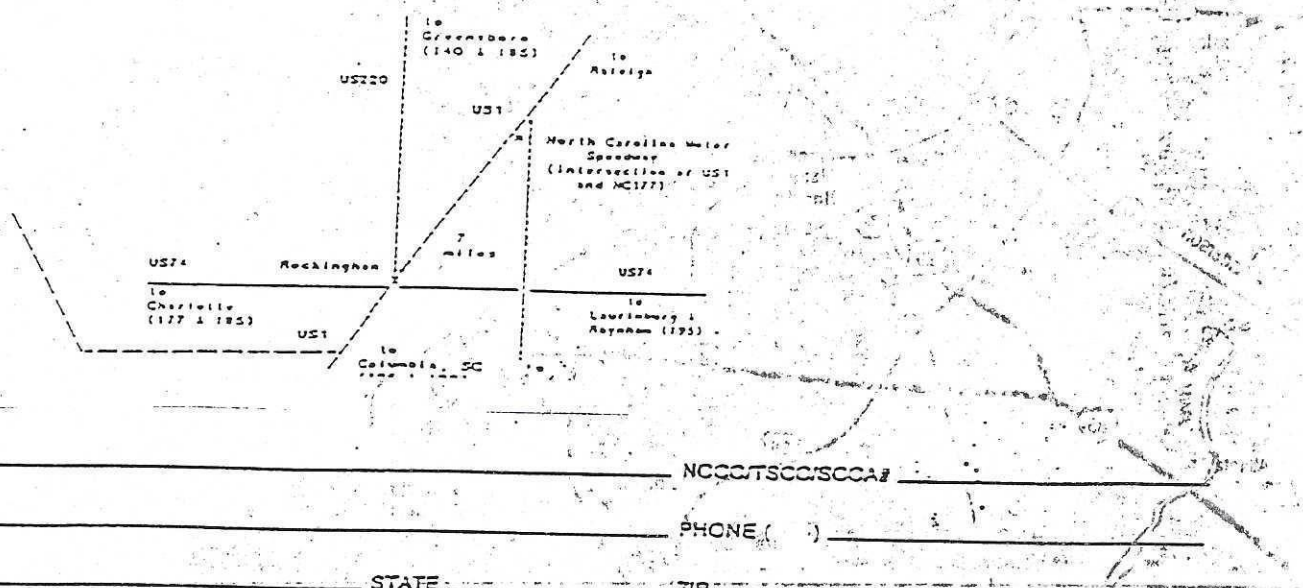 to
Greensboro
(I40 & I85)
US220
to
Raleigh
US1
North Carolina Motor
Speedway
(Intersection of US1
and NC177)
7
miles
US74
Rockingham
US74
to
Charlotte
(I77 & I85)
to
Laurinburg &
Raynham (I95)
US1
to
Columbia, SC
to
NCCC/TSCC/SCCA#
PHONE ( )
STATE
ZIP